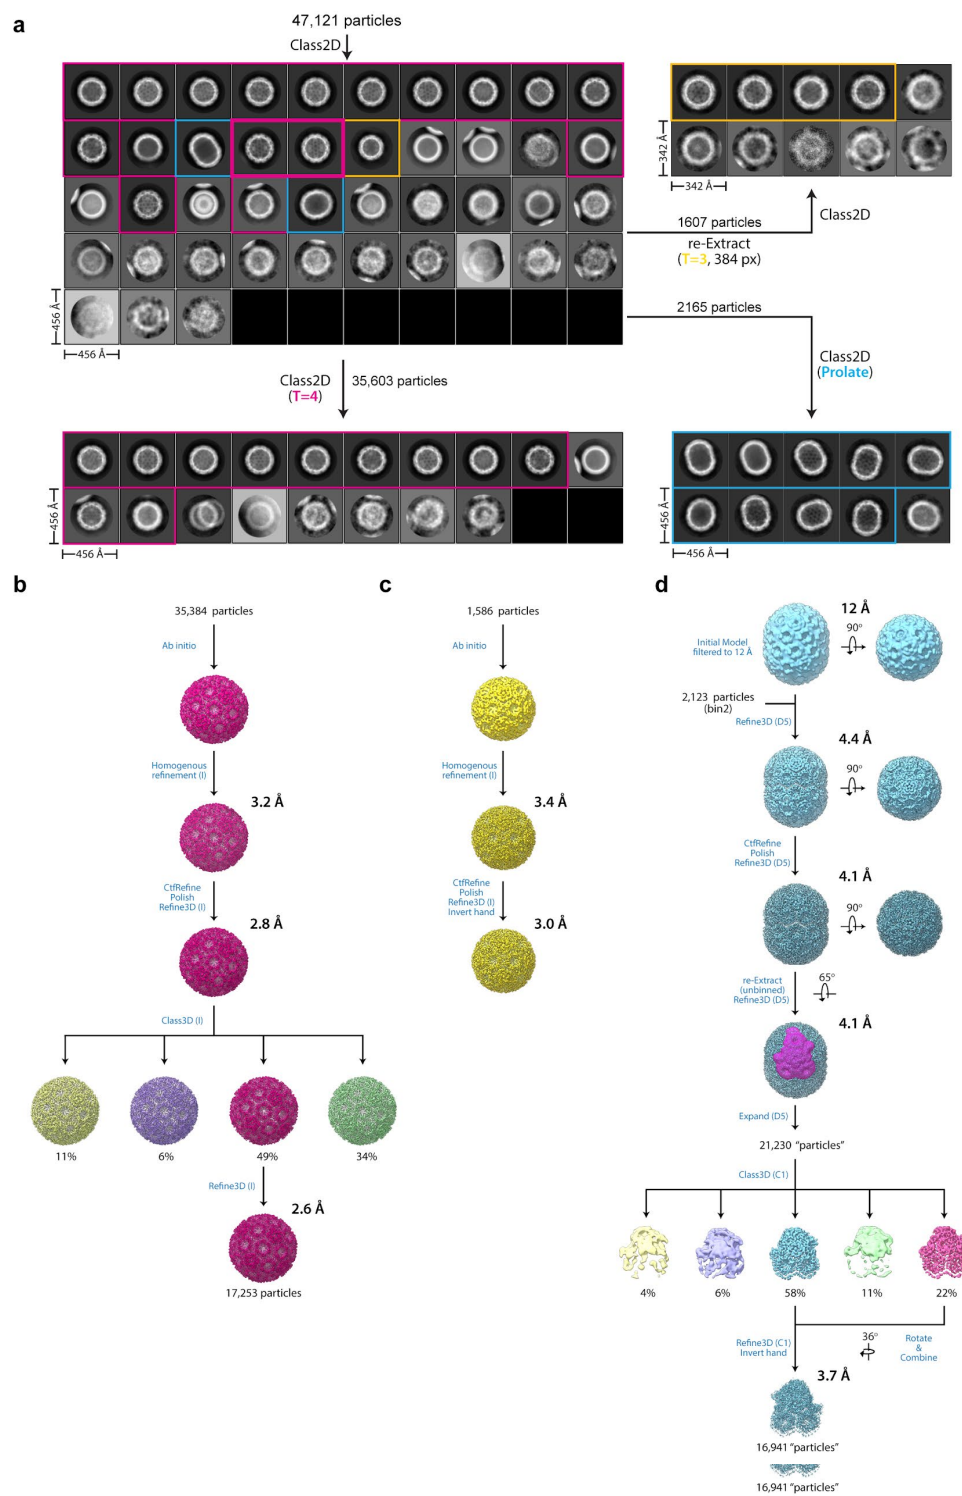 a
47,121 particles
Class2D
342 Å
342 Å
Class2D
1607 particles
re-Extract
(T=3, 384 px)
2165 particles
456 Å
456 Å
Class2D
(T=4)
35,603 particles
Class2D
(Prolate)
456 Å
456 Å
456 Å
456 Å
b
35,384 particles
Ab initio
Homogenous
refinement (I)
3.2 Å
CtfRefine
Polish
Refine3D (I)
2.8 Å
Class3D (I)
11%
6%
49%
34%
Refine3D (I)
2.6 Å
17,253 particles
c
1,586 particles
Ab initio
Homogenous
refinement (I)
3.4 Å
CtfRefine
Polish
Refine3D (I)
Invert hand
3.0 Å
d
12 Å
Initial Model
filtered to 12 Å
90°
2,123 particles
(bin2)
Refine3D (D5)
4.4 Å
90°
CtfRefine
Polish
Refine3D (D5)
4.1 Å
90°
re-Extract
(unbinned)
Refine3D (D5)
65°
4.1 Å
Expand (D5)
21,230 “particles”
Class3D (C1)
4%
6%
58%
11%
22%
Refine3D (C1)
Invert hand
36°
Rotate
&
Combine
3.7 Å
16,941 “particles”
16,941 “particles”